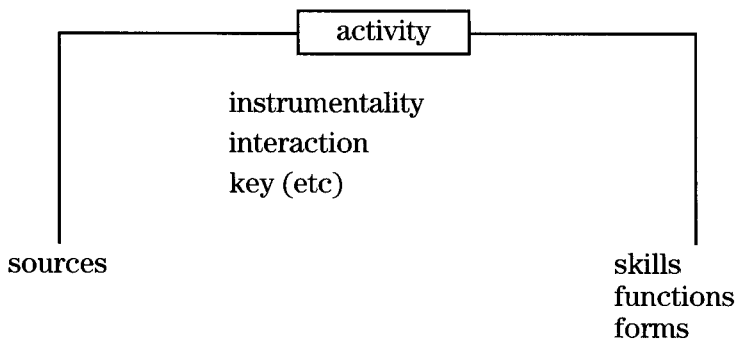 activity
instrumentality
interaction
key (etc)
sources
skills
functions
forms